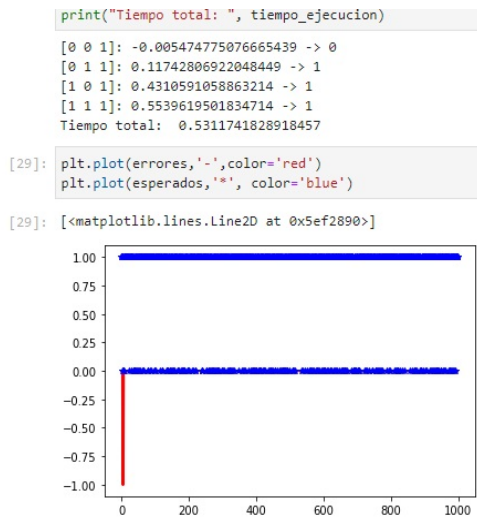 print("Tiempo total: ", tiempo_ejecucion)
[0 0 1]: -0.005474775076665439 -> 0
[0 1 1]: 0.11742806922048449 -> 1
[1 0 1]: 0.4310591058863214 -> 1
[1 1 1]: 0.5539619501834714 -> 1
Tiempo total:  0.5311741828918457
[29]: plt.plot(errores,'-',color='red')
plt.plot(esperados,'*', color='blue')
[29]: [<matplotlib.lines.Line2D at 0x5ef2890>]
1.00
0.75
0.50
0.25
0.00
−0.25
−0.50
−0.75
−1.00
0 200 400 600 800 1000